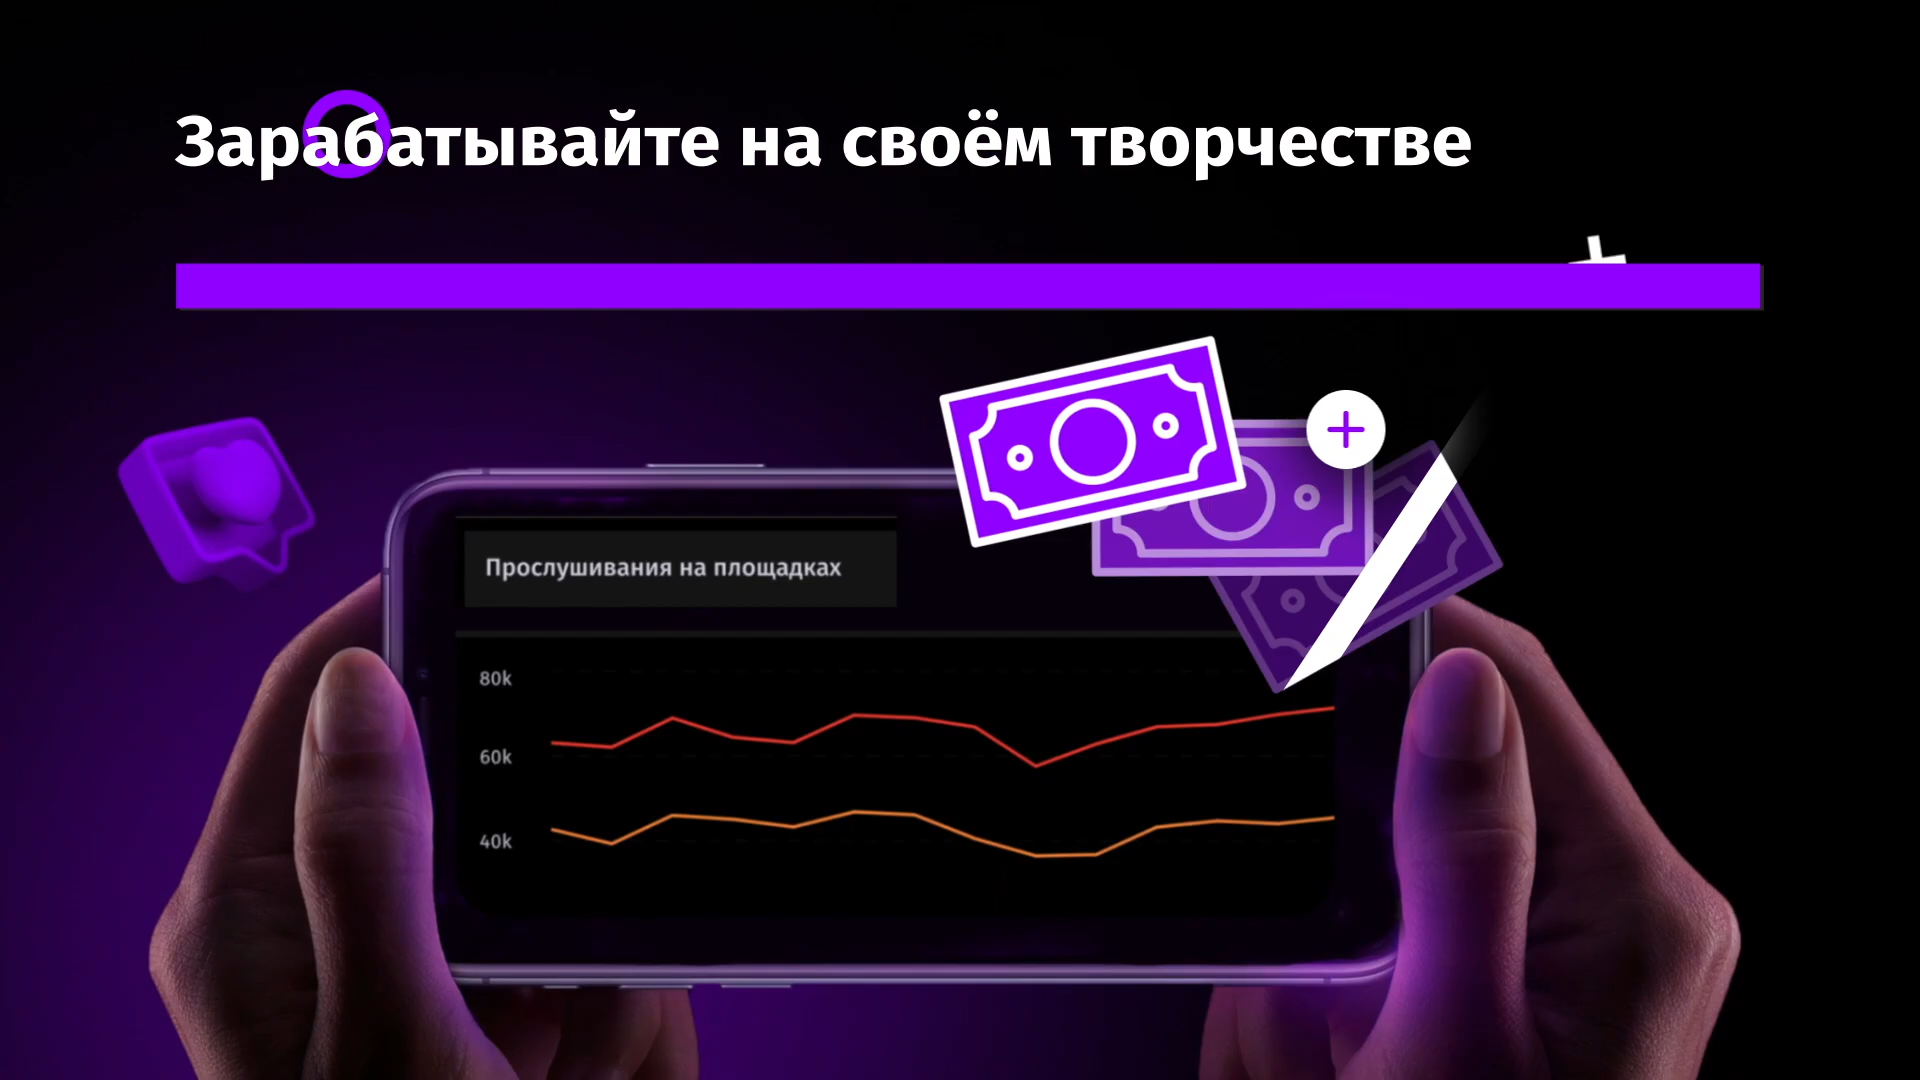 Зарабатывайте на своём творчестве
Прослушивания на площадках
80k
60k
40k